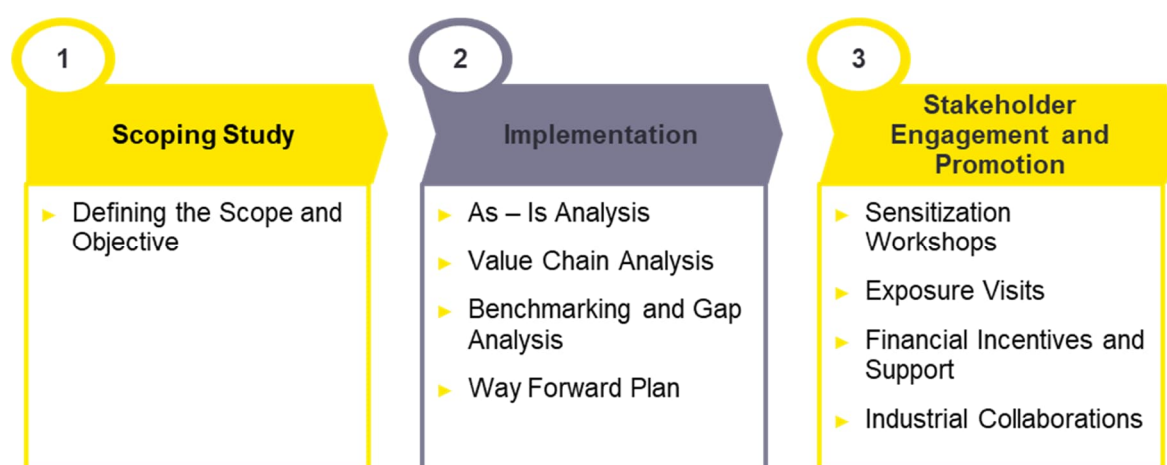 1
Scoping Study
Defining the Scope and
Objective
2
Implementation
As – Is Analysis
Value Chain Analysis
Benchmarking and Gap
Analysis
Way Forward Plan
3
Stakeholder
Engagement and
Promotion
Sensitization
Workshops
Exposure Visits
Financial Incentives and
Support
Industrial Collaborations